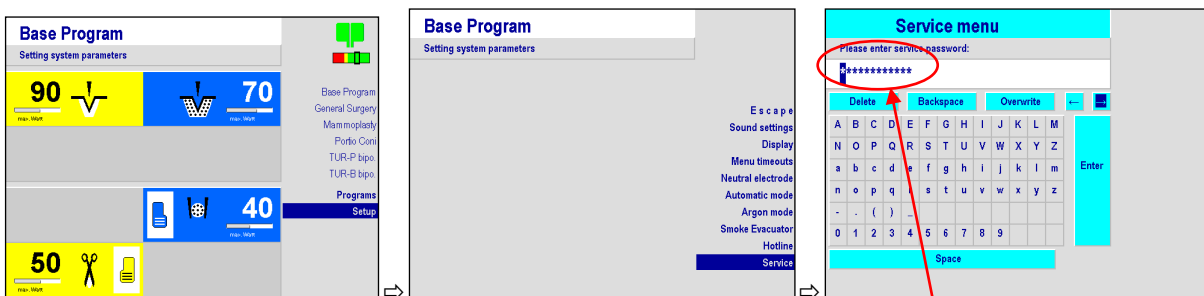 Base Program
Setting system parameters
90
max. Watt
70
max. Watt
40
max. Watt
50
max. Watt
Base Program
General Surgery
Mammoplasty
Portio Coni
TUR-P bipo.
TUR-B bipo.
Programs
Setup
⇨
Base Program
Setting system parameters
Escape
Sound settings
Display
Menu timeouts
Neutral electrode
Automatic mode
Argon mode
Smoke Evacuator
Hotline
Service
⇨
Service menu
Please enter service password:
************
Delete Backspace Overwrite ← →
A B C D E F G H I J K L M
N O P Q R S T U V W X Y Z
a b c d e f g h i j k l m
n o p q r s t u v w x y z
- . ( ) _
0 1 2 3 4 5 6 7 8 9
Enter
Space